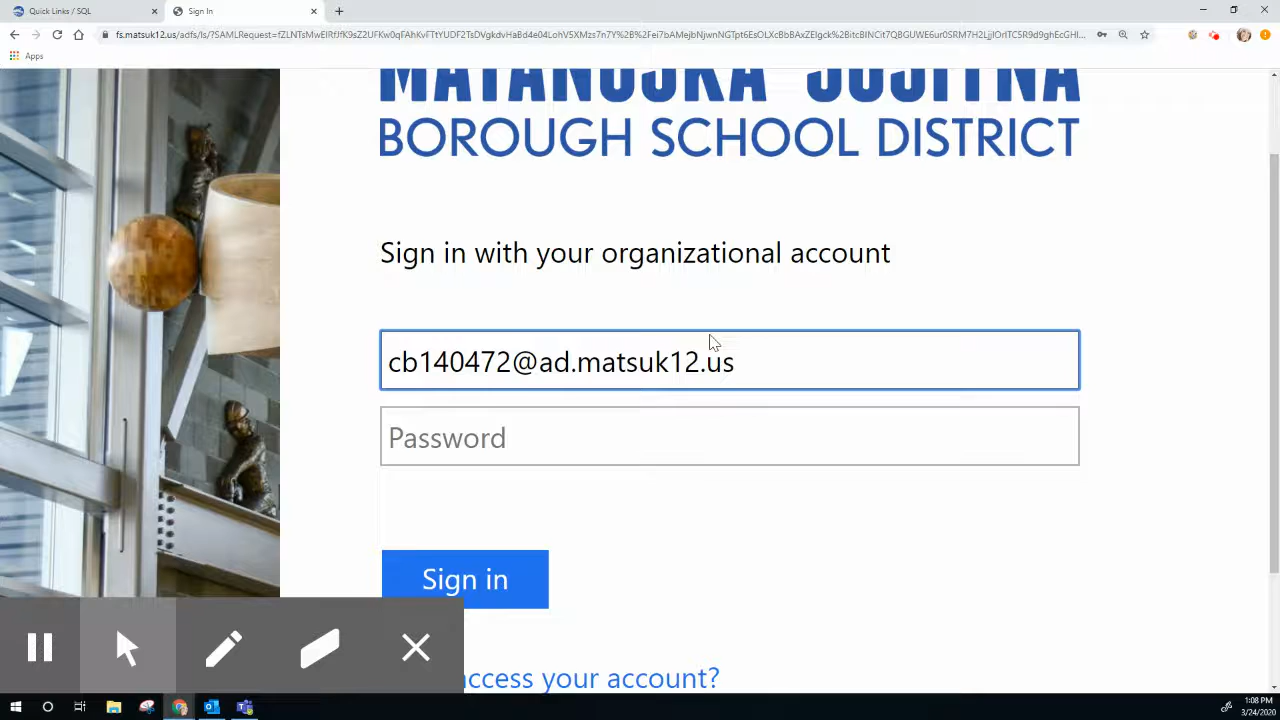 Quick Links / SQL
Sign In
Apps
MATANUSKA SUSITNA
BOROUGH SCHOOL DISTRICT
Sign in with your organizational account
cb140472@ad.matsuk12.us
Password
Sign in
ccess your account?
1:08 PM
3/24/2020